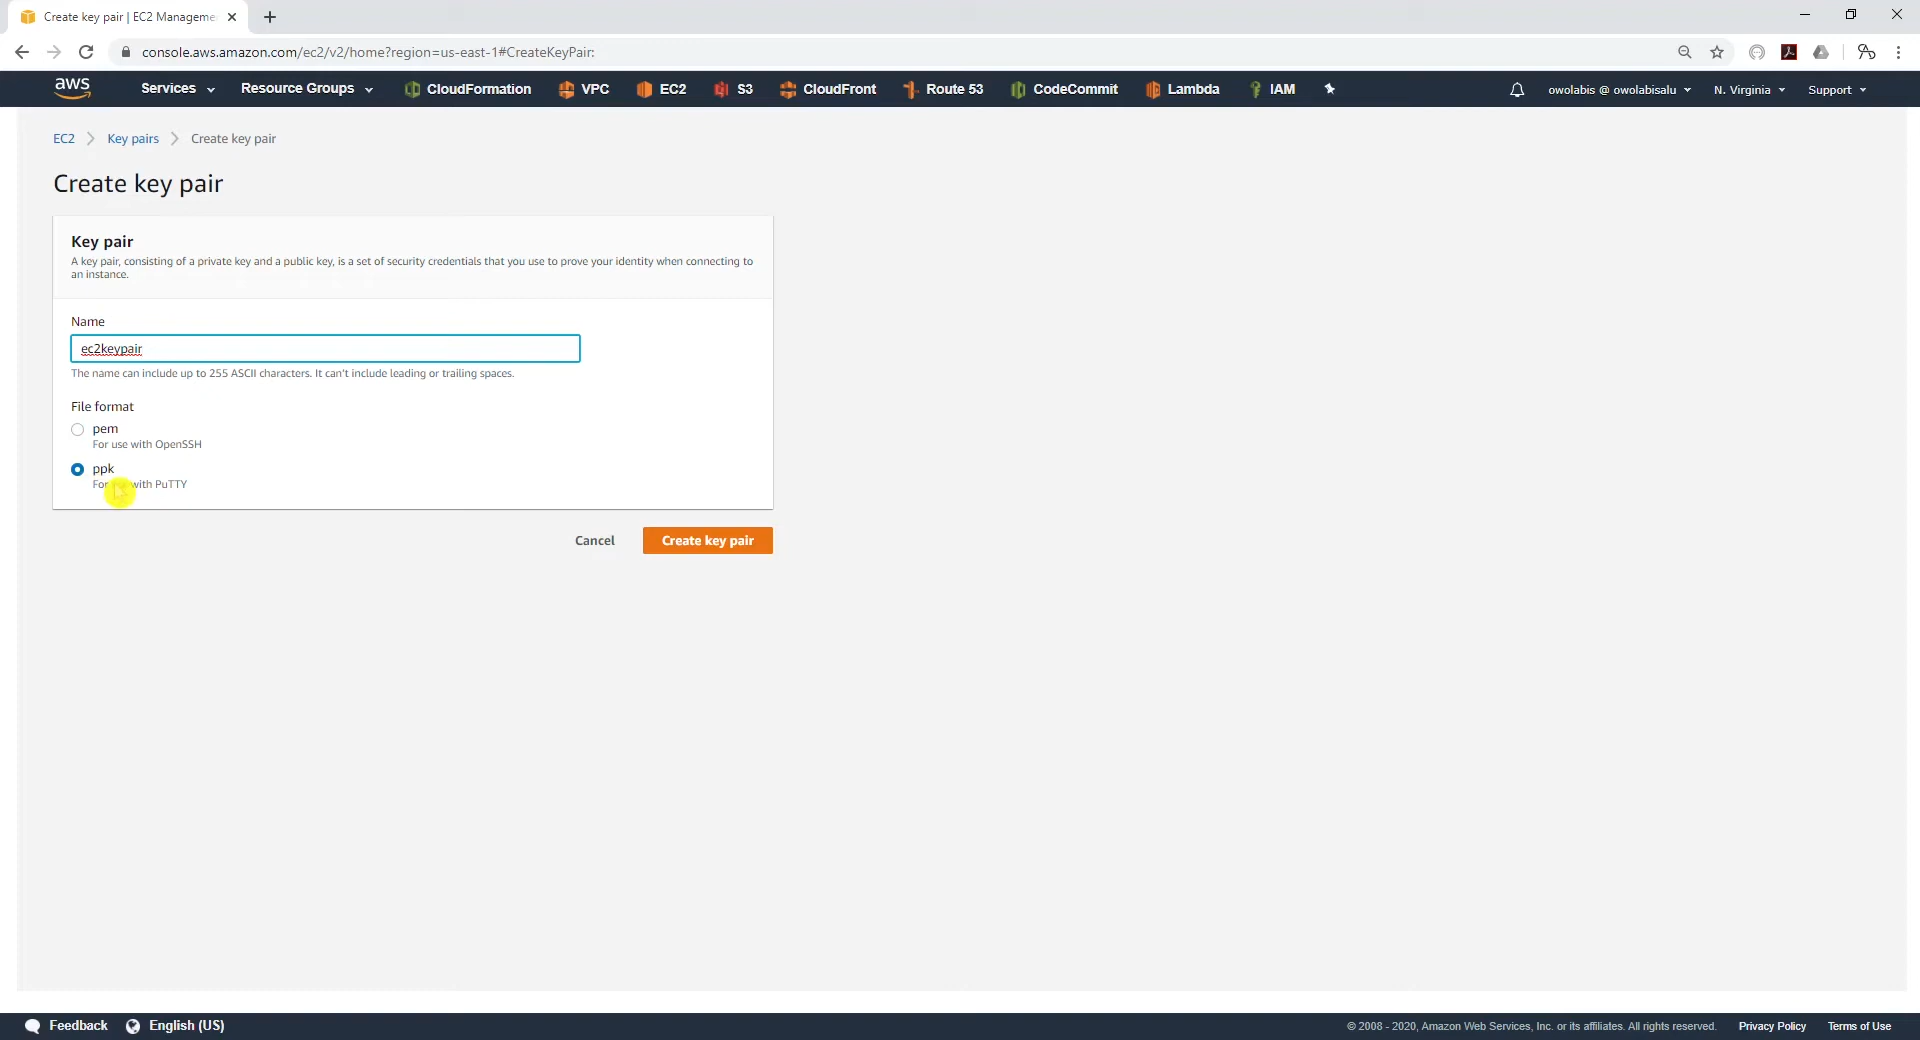 Create key pair | EC2 Manageme
console.aws.amazon.com/ec2/v2/home?region=us-east-1#CreateKeyPair:
aws Services Resource Groups CloudFormation VPC EC2 S3 CloudFront Route 53 CodeCommit Lambda IAM owolabis @ owolabisalu N. Virginia Support
EC2 Key pairs Create key pair
Create key pair
Key pair
A key pair, consisting of a private key and a public key, is a set of security credentials that you use to prove your identity when connecting to
an instance.
Name
ec2keypair
The name can include up to 255 ASCII characters. It can't include leading or trailing spaces.
File format
pem
For use with OpenSSH
ppk
For use with PuTTY
Cancel Create key pair
Feedback English (US) © 2008 - 2020, Amazon Web Services, Inc. or its affiliates. All rights reserved. Privacy Policy Terms of Use